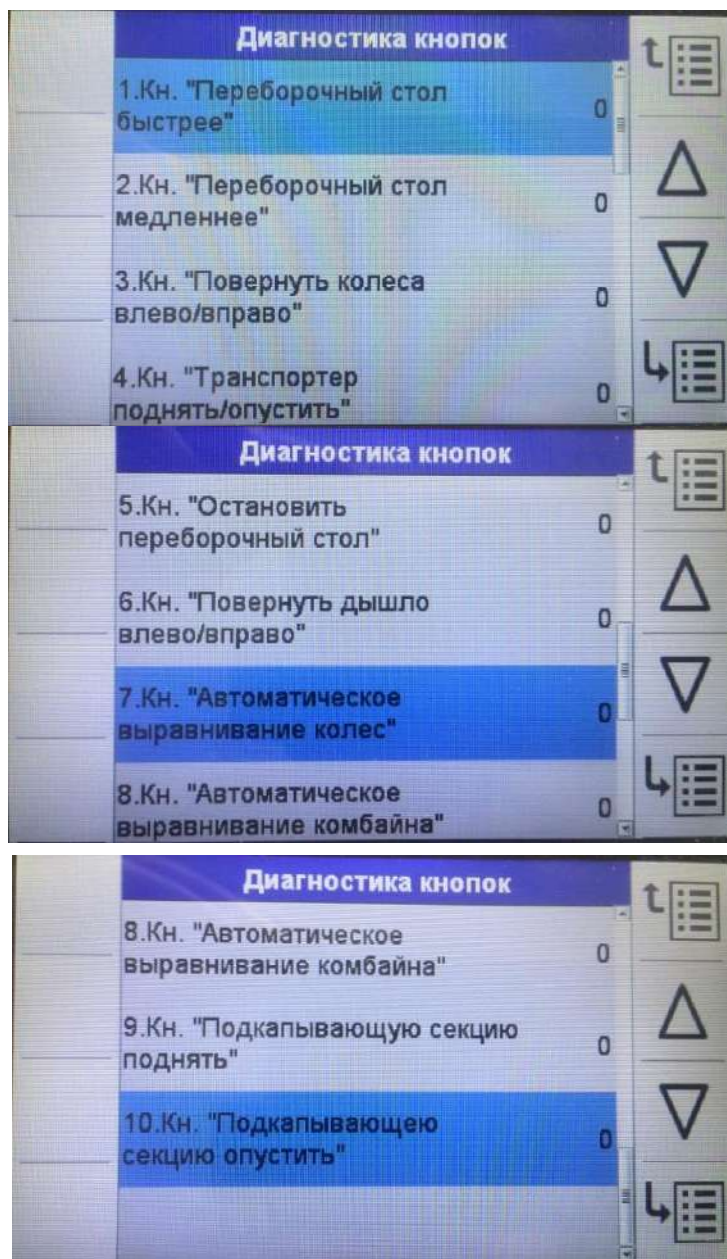 Диагностика кнопок
1.Кн. "Переборочный стол
быстрее"
0
2.Кн. "Переборочный стол
медленнее"
0
3.Кн. "Повернуть колеса
влево/вправо"
0
4.Кн. "Транспортер
поднять/опустить"
0
Диагностика кнопок
5.Кн. "Остановить
переборочный стол"
0
6.Кн. "Повернуть дышло
влево/вправо"
0
7.Кн. "Автоматическое
выравнивание колес"
0
8.Кн. "Автоматическое
выравнивание комбайна"
0
Диагностика кнопок
8.Кн. "Автоматическое
выравнивание комбайна"
0
9.Кн. "Подкапывающую секцию
поднять"
0
10.Кн. "Подкапывающею
секцию опустить"
0